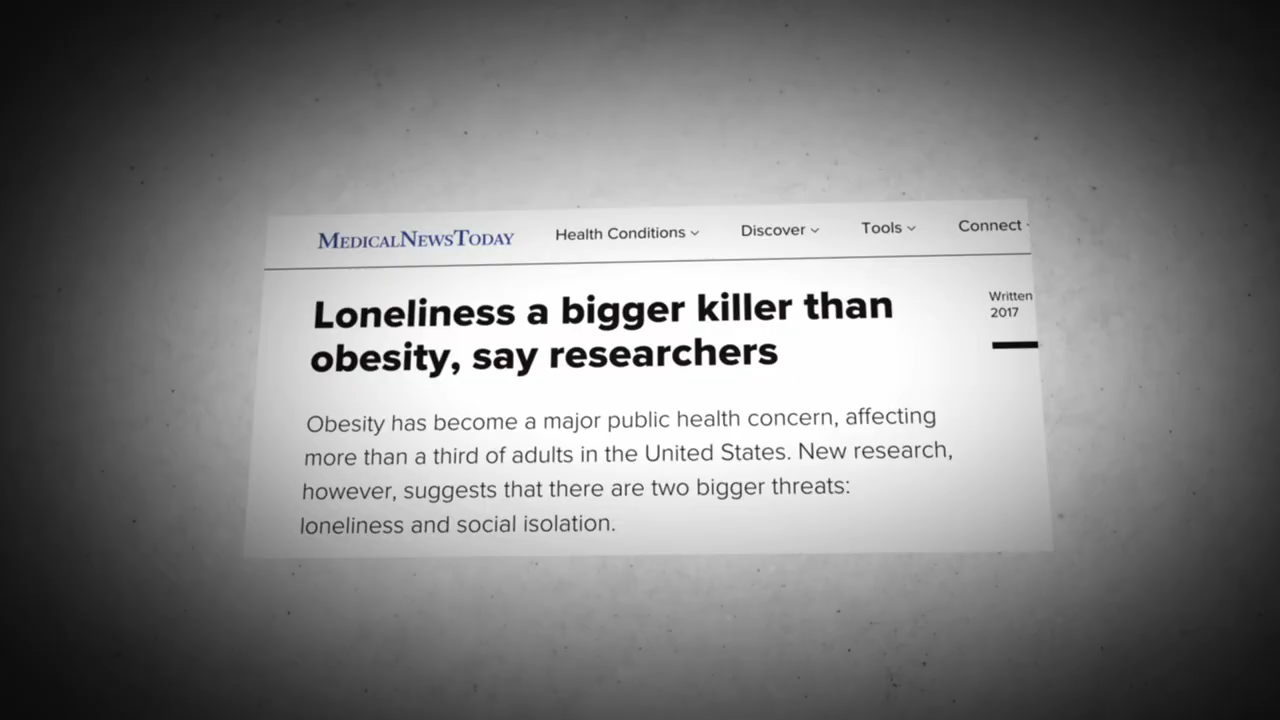 MEDICALNEWSTODAY Health Conditions Discover Tools Connect
Loneliness a bigger killer than
obesity, say researchers
Written
2017
Obesity has become a major public health concern, affecting
more than a third of adults in the United States. New research,
however, suggests that there are two bigger threats:
loneliness and social isolation.